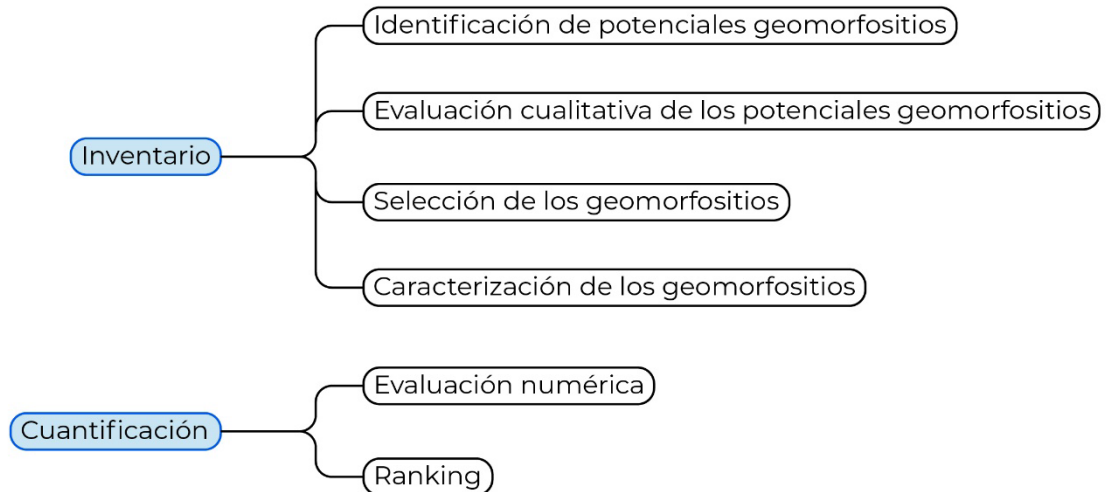 Inventario
Identificación de potenciales geomorfositios
Evaluación cualitativa de los potenciales geomorfositios
Selección de los geomorfositios
Caracterización de los geomorfositios
Cuantificación
Evaluación numérica
Ranking